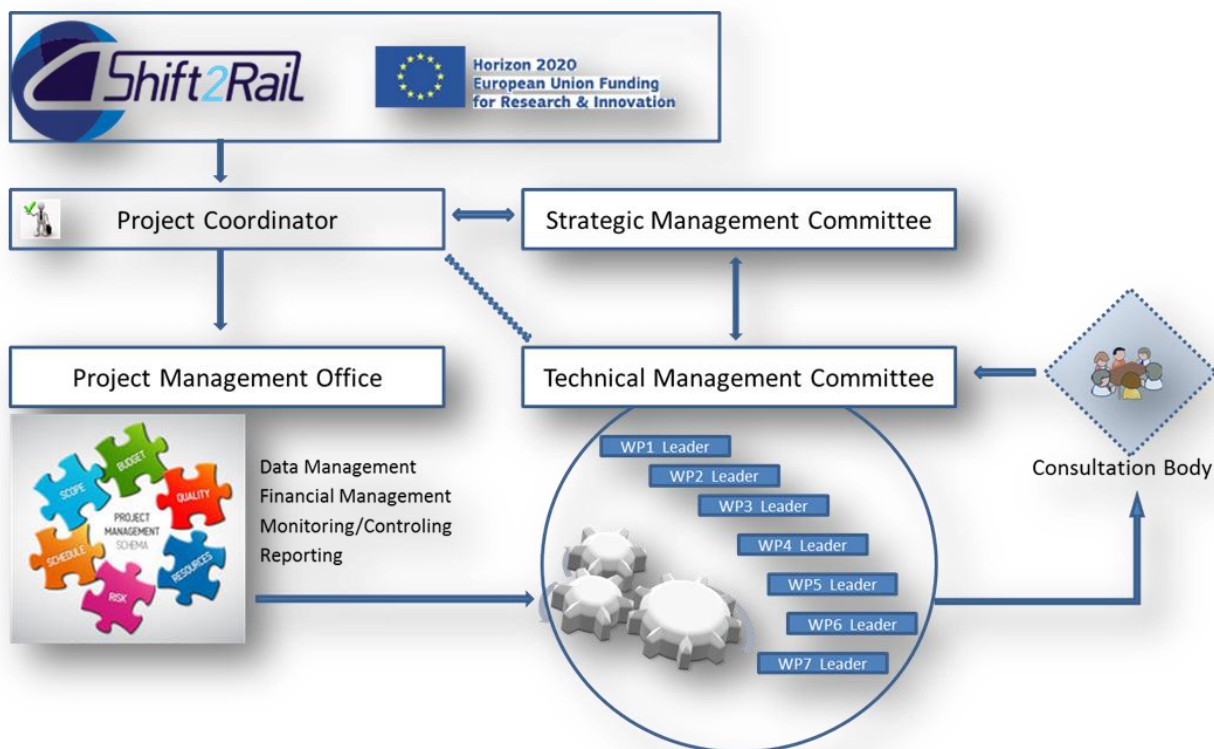 Shift2Rail
Horizon 2020
European Union Funding
for Research & Innovation
Project Coordinator
Strategic Management Committee
Project Management Office
Technical Management Committee
BUDGET
SCOPE
QUALITY
PROJECT
MANAGEMENT
SCHEMA
SCHEDULE
RESOURCES
RISK
Data Management
Financial Management
Monitoring/Controling
Reporting
WP1 Leader
WP2 Leader
WP3 Leader
WP4 Leader
WP5 Leader
WP6 Leader
WP7 Leader
Consultation Body